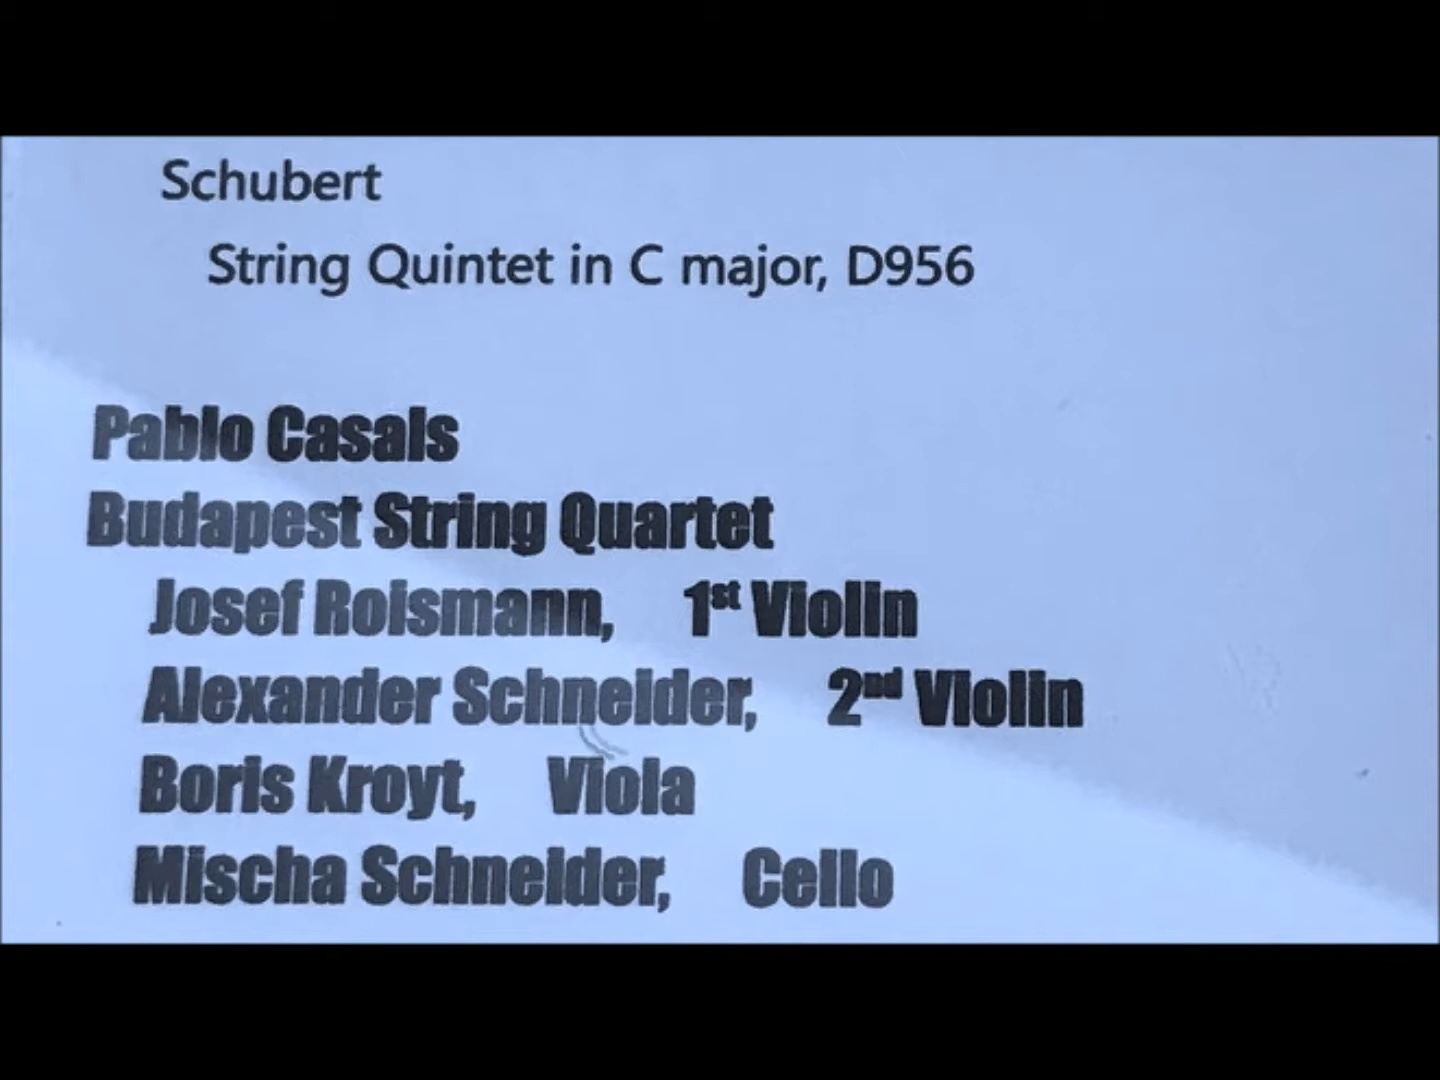 Schubert
String Quintet in C major, D956
Pablo Casals
Budapest String Quartet
Josef Roismann, 1st Violin
Alexander Schneider, 2nd Violin
Boris Kroyt, Viola
Mischa Schneider, Cello